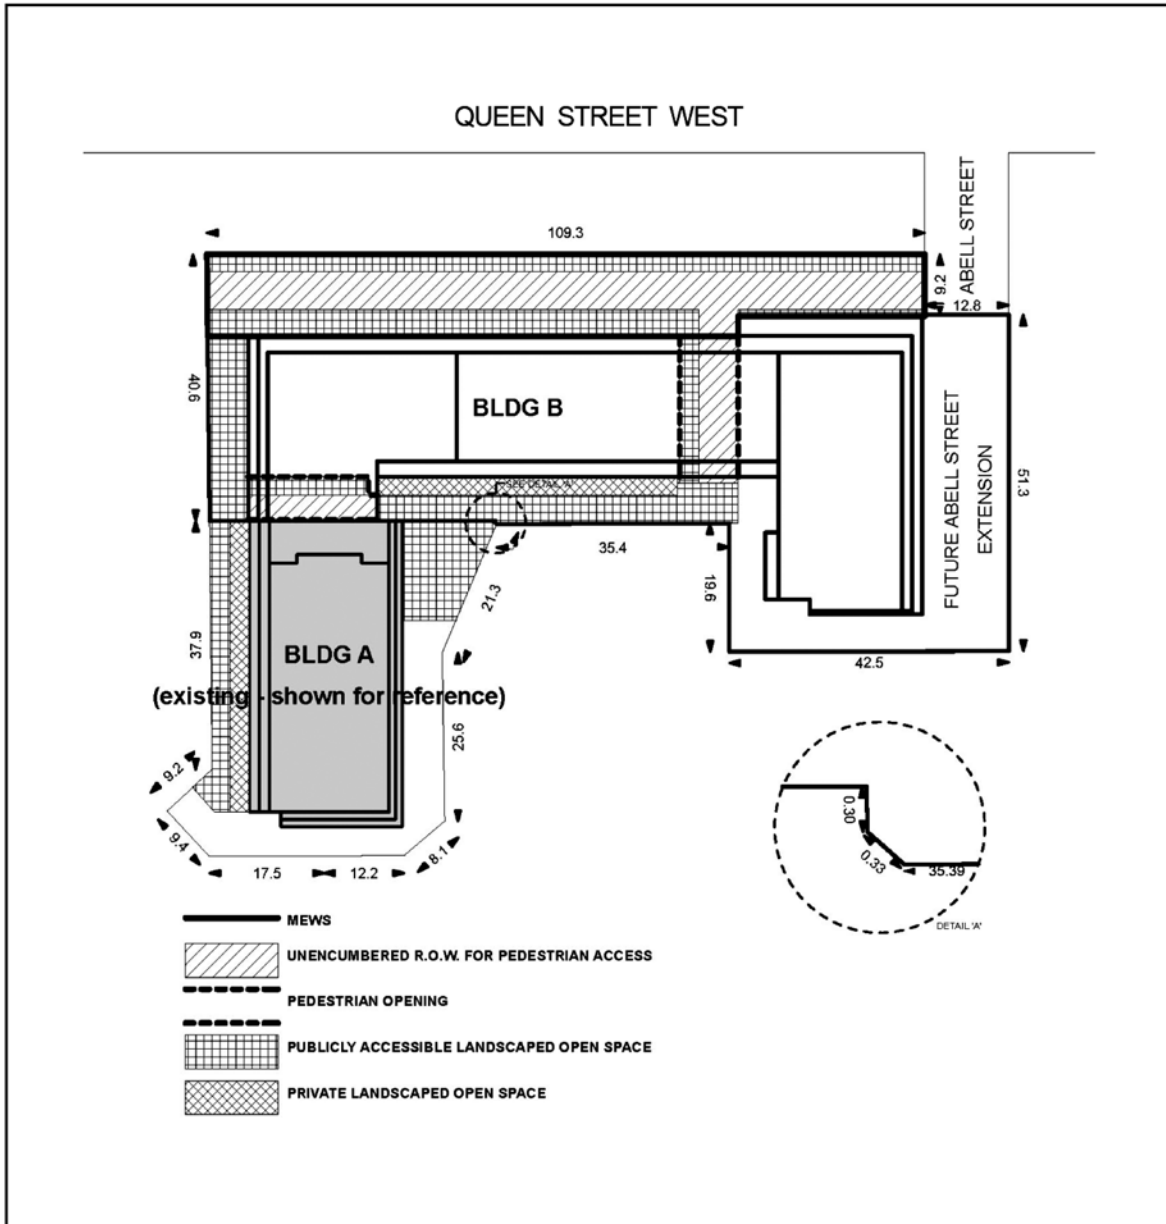 QUEEN STREET WEST
ABELL STREET
109.3
9.2
12.8
40.6
BLDG B
SEE DETAIL 'A'
FUTURE ABELL STREET
EXTENSION
51.3
35.4
19.6
21.3
42.5
37.9
BLDG A
(existing - shown for reference)
25.6
9.2
9.4
8.1
17.5
12.2
0.30
0.33
35.39
DETAIL 'A'
MEWS
UNENCUMBERED R.O.W. FOR PEDESTRIAN ACCESS
PEDESTRIAN OPENING
PUBLICLY ACCESSIBLE LANDSCAPED OPEN SPACE
PRIVATE LANDSCAPED OPEN SPACE